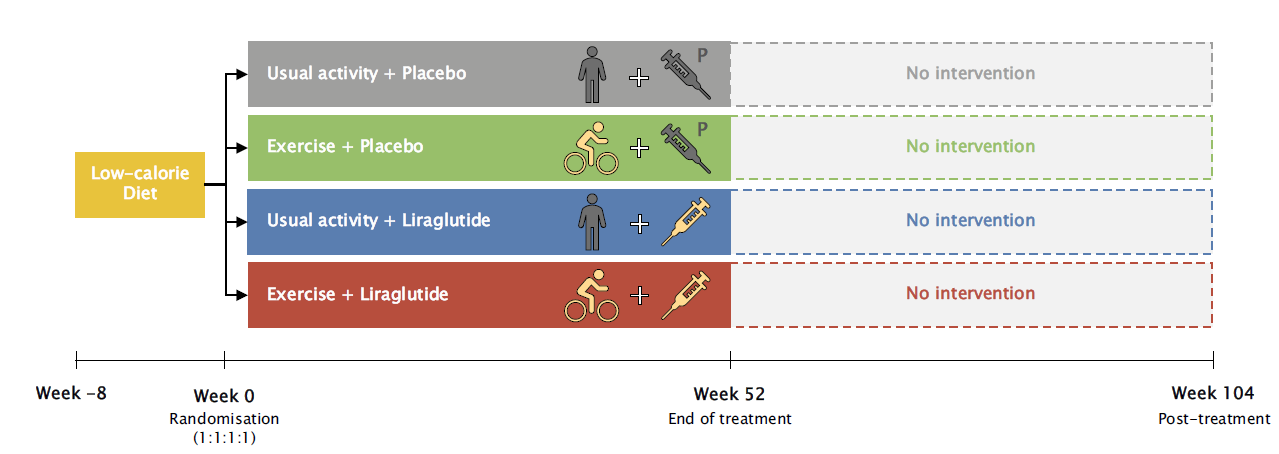 Usual activity + Placebo
P
No intervention
Exercise + Placebo
P
No intervention
Low-calorie
Diet
Usual activity + Liraglutide
No intervention
Exercise + Liraglutide
No intervention
Week -8
Week 0
Randomisation
(1:1:1:1)
Week 52
End of treatment
Week 104
Post-treatment